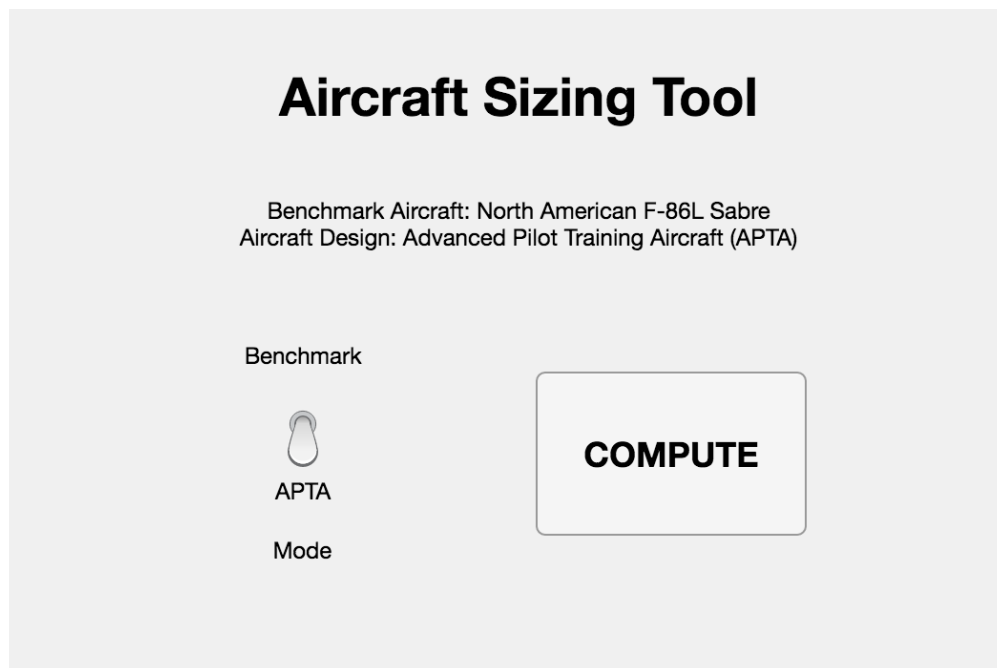 Aircraft Sizing Tool
Benchmark Aircraft: North American F-86L Sabre
Aircraft Design: Advanced Pilot Training Aircraft (APTA)
Benchmark
COMPUTE
APTA
Mode